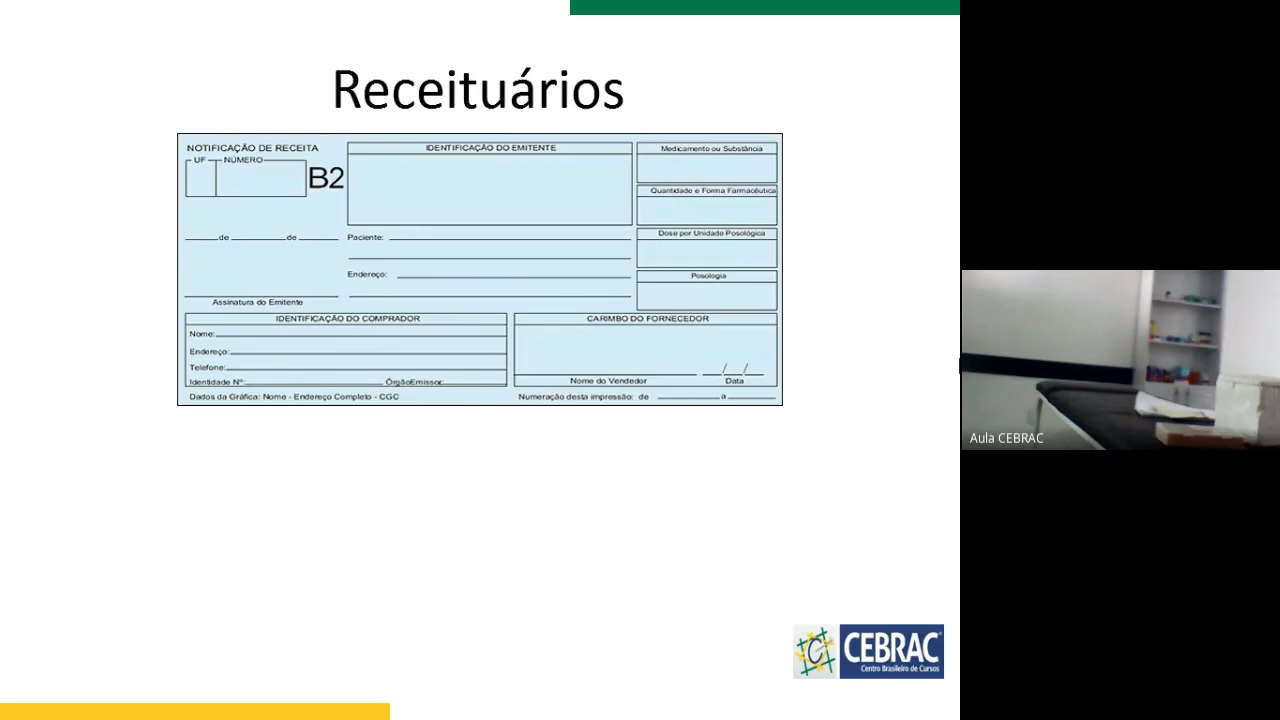 Receituários
NOTIFICAÇÃO DE RECEITA
UF NÚMERO
B2
IDENTIFICAÇÃO DO EMITENTE
Medicamento ou Substância
Quantidade e Forma Farmacêutica
Dose por Unidade Posológica
Posologia
de de
Paciente:
Endereço:
Assinatura do Emitente
IDENTIFICAÇÃO DO COMPRADOR
Nome:
Endereço:
Telefone:
Identidade Nº: ÓrgãoEmissor:
CARIMBO DO FORNECEDOR
/ /
Nome do Vendedor Data
Dados da Gráfica: Nome - Endereço Completo - CGC
Numeração desta impressão: de a
Aula CEBRAC
CEBRAC
Centro Brasileiro de Cursos